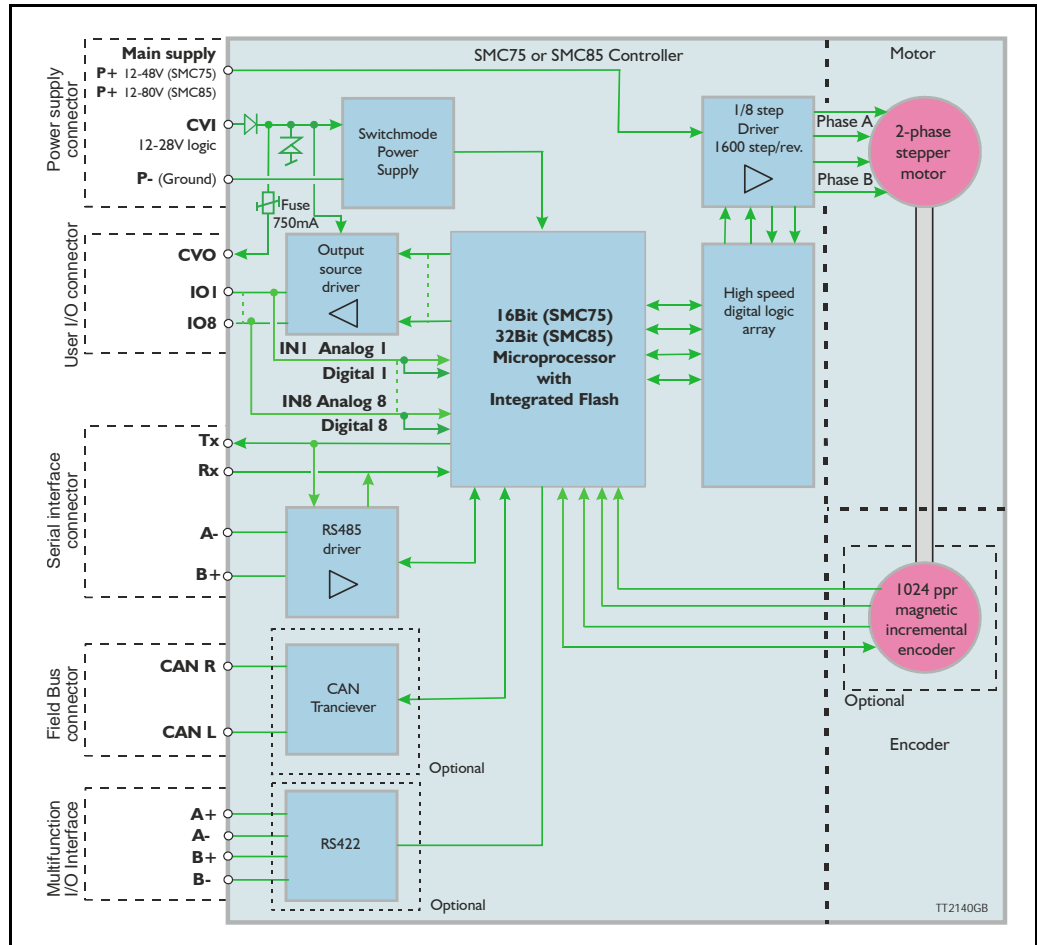 Main supply
P+ 12-48V (SMC75)
P+ 12-80V (SMC85)
CVI
12-28V logic
P- (Ground)
Power supply
connector
SMC75 or SMC85 Controller
Motor
Switchmode
Power
Supply
1/8 step
Driver
1600 step/rev.
Phase A
Phase B
2-phase
stepper
motor
Fuse
750mA
User I/O connector
CVO
IO1
IO8
Output
source
driver
IN1 Analog 1
Digital 1
IN8 Analog 8
Digital 8
16Bit (SMC75)
32Bit (SMC85)
Microprocessor
with
Integrated Flash
High speed
digital logic
array
Serial interface
connector
Tx
Rx
A-
B+
RS485
driver
1024 ppr
magnetic
incremental
encoder
Optional
Encoder
Field Bus
connector
CAN R
CAN L
CAN
Tranciever
Optional
Multifunction
I/O Interface
A+
A-
B+
B-
RS422
Optional
TT2140GB